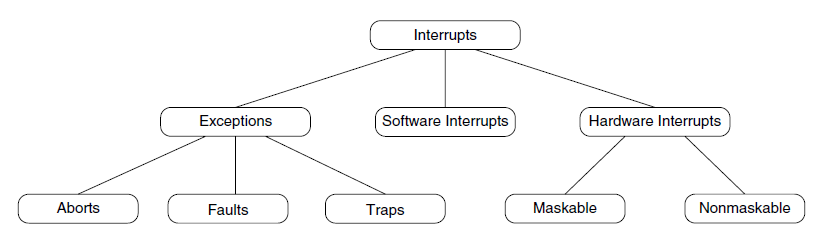 Interrupts
Exceptions
Software Interrupts
Hardware Interrupts
Aborts
Faults
Traps
Maskable
Nonmaskable